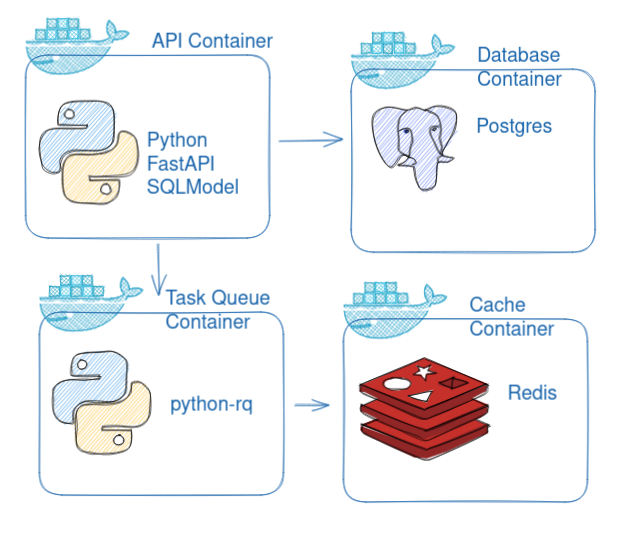 API Container
Python
FastAPI
SQLModel
Database
Container
Postgres
Task Queue
Container
python-rq
Cache
Container
Redis